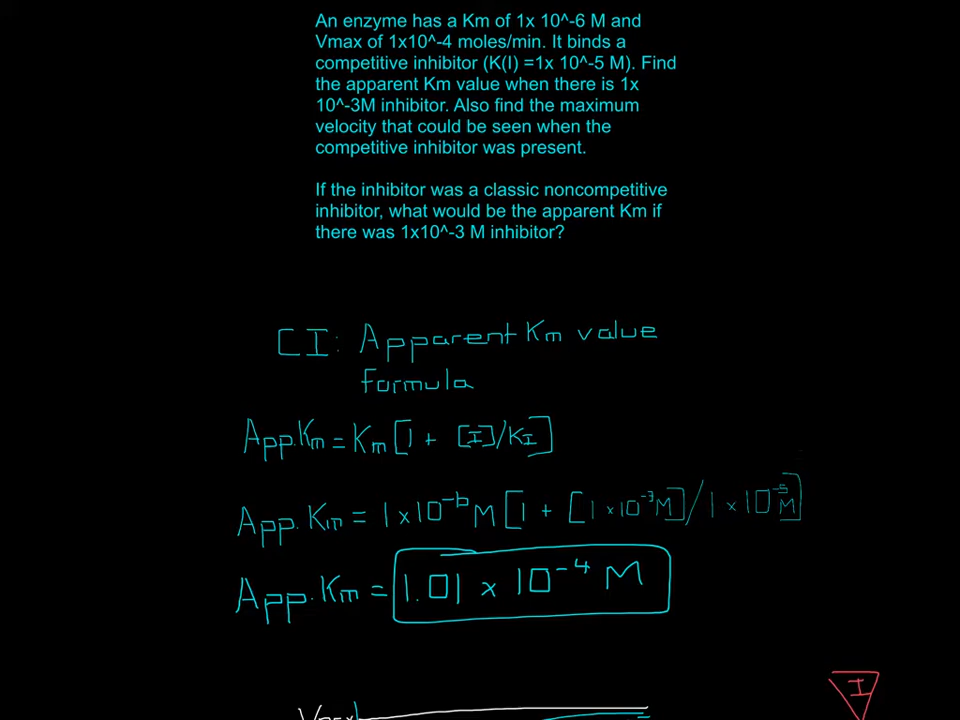 An enzyme has a Km of 1x 10^-6 M and
Vmax of 1x10^-4 moles/min. It binds a
competitive inhibitor (K(I) =1x 10^-5 M). Find
the apparent Km value when there is 1x
10^-3M inhibitor. Also find the maximum
velocity that could be seen when the
competitive inhibitor was present.
If the inhibitor was a classic noncompetitive
inhibitor, what would be the apparent Km if
there was 1x10^-3 M inhibitor?
CI: Apparent Km value
formula
App.Km = Km[1 + [I]/KI]
App. Km = 1x10⁻⁶M[1 + [1x10⁻³M]/1x10⁻⁵M]
App.Km = 1.01 x 10⁻⁴ M
I